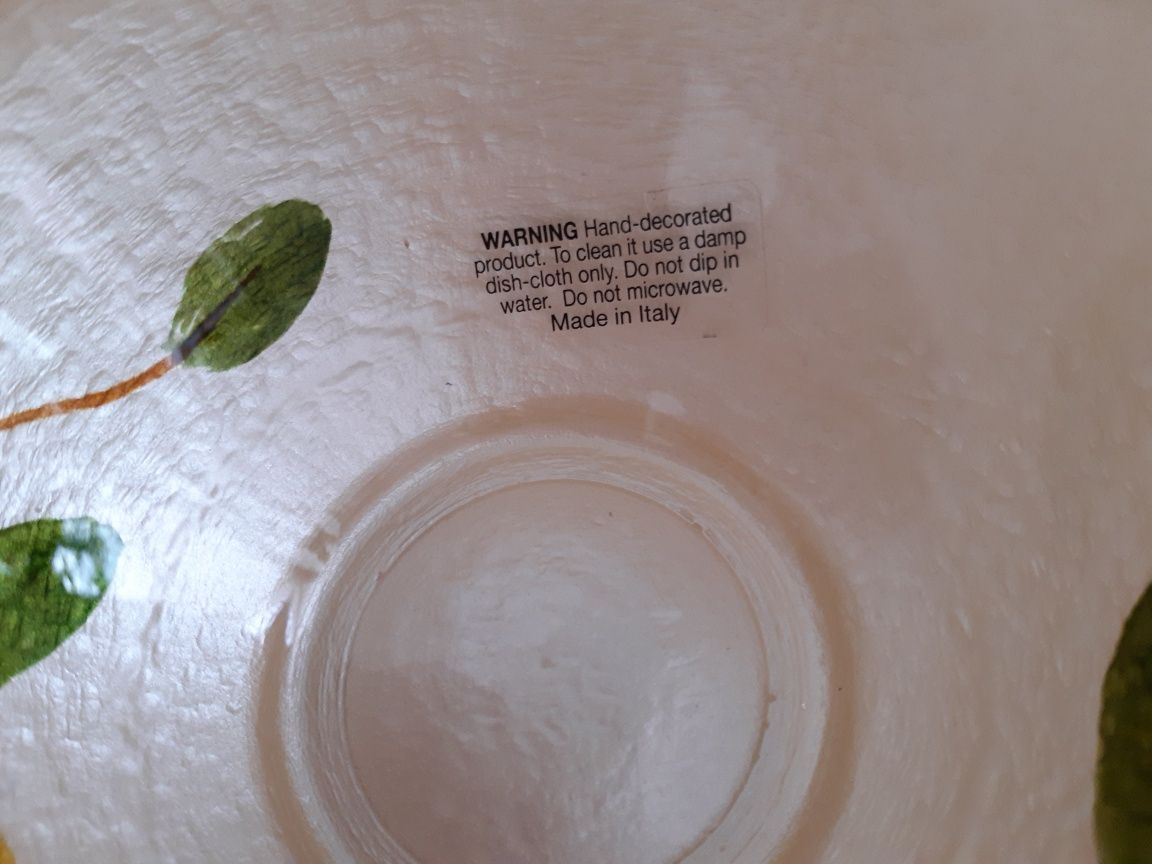 WARNING Hand-decorated
product. To clean it use a damp
dish-cloth only. Do not dip in
water. Do not microwave.
Made in Italy